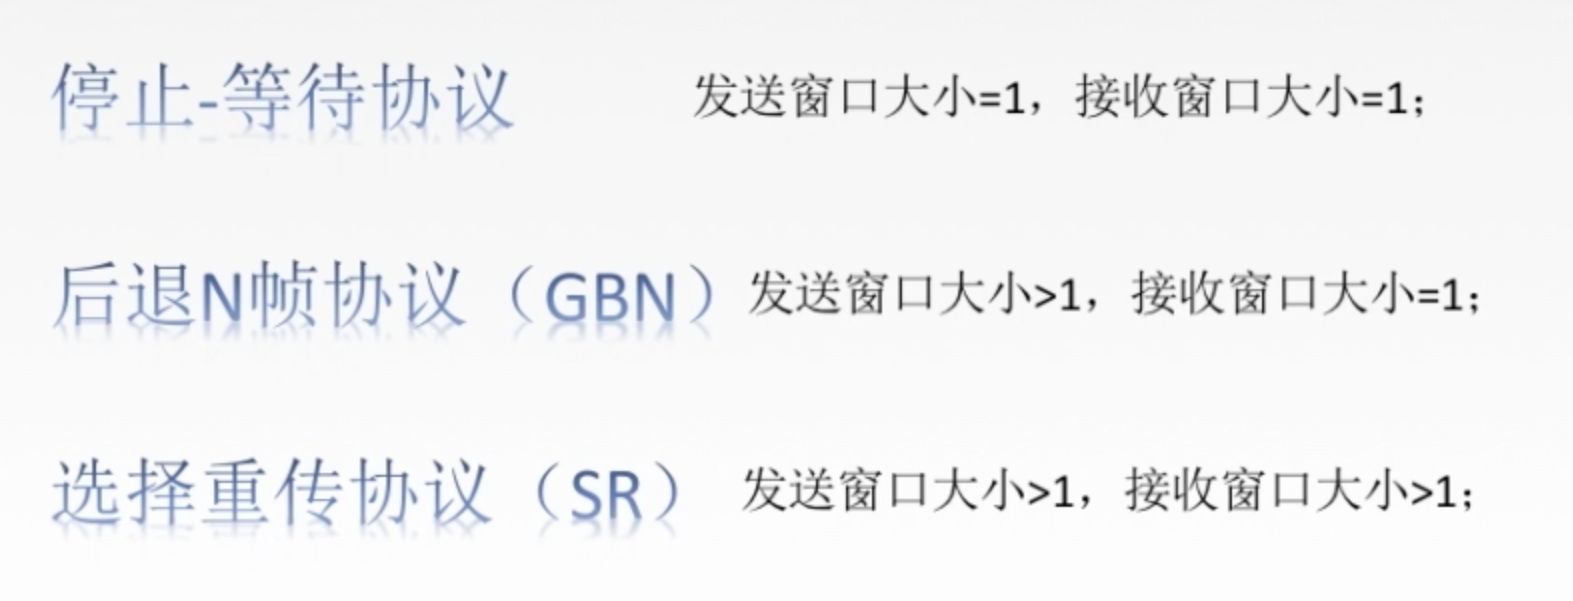 停止-等待协议 发送窗口大小=1，接收窗口大小=1；
后退N帧协议（GBN） 发送窗口大小>1，接收窗口大小=1；
选择重传协议（SR） 发送窗口大小>1，接收窗口大小>1；